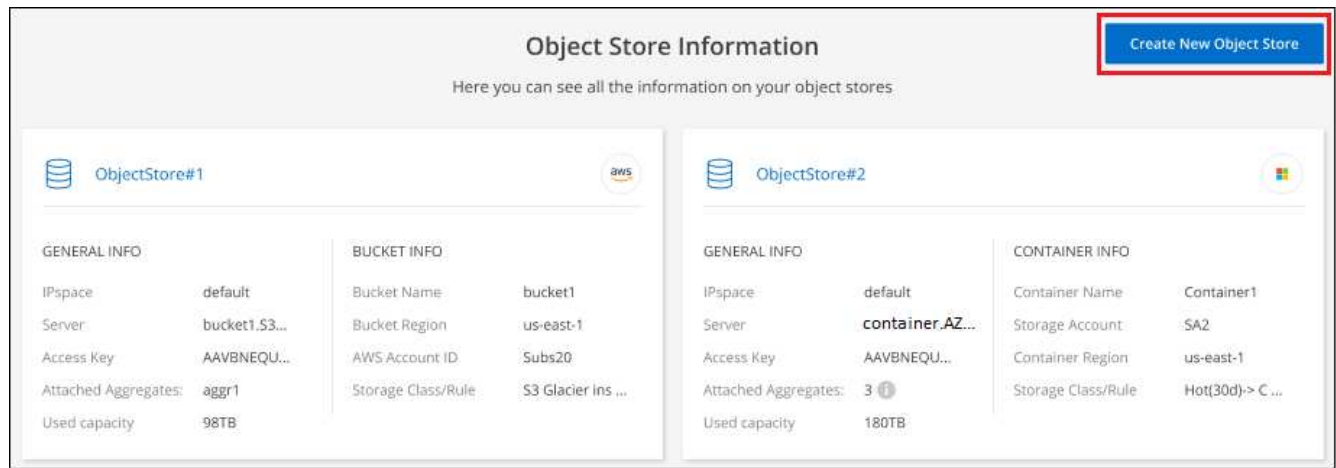 Object Store Information
Create New Object Store
Here you can see all the information on your object stores
ObjectStore#1
aws
GENERAL INFO
BUCKET INFO
IPspace default Bucket Name bucket1
Server bucket1.S3... Bucket Region us-east-1
Access Key AAVBNEQU... AWS Account ID Subs20
Attached Aggregates: aggr1 Storage Class/Rule S3 Glacier ins ...
Used capacity 98TB
ObjectStore#2
GENERAL INFO
CONTAINER INFO
IPspace default Container Name Container1
Server container.AZ... Storage Account SA2
Access Key AAVBNEQU... Container Region us-east-1
Attached Aggregates: 3 i Storage Class/Rule Hot(30d)-> C ...
Used capacity 180TB